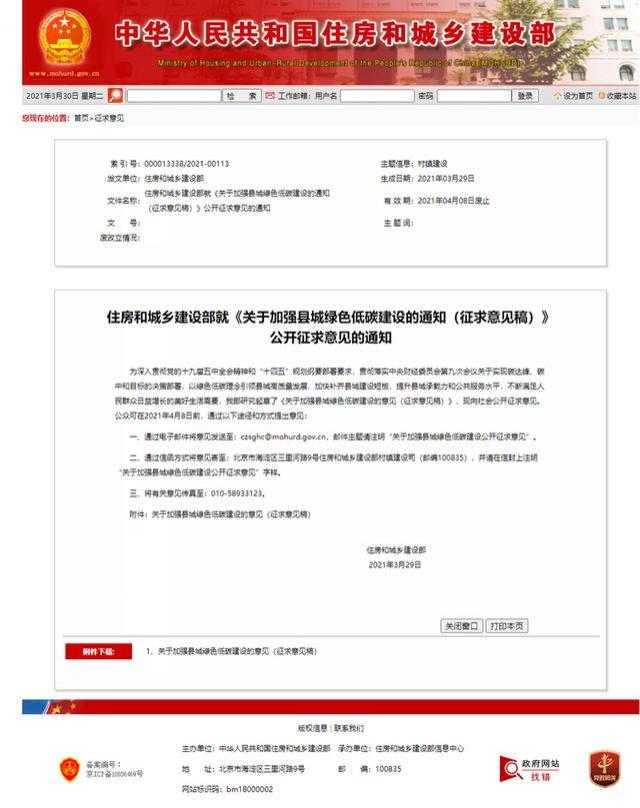 中华人民共和国住房和城乡建设部
www.mohurd.gov.cn
Ministry of Housing and Urban-Rural Development of the People's Republic of China (MOHURD)
2021年3月30日 星期二 检 索 工作邮箱：用户名 密码 登录 设为首页 收藏本站
您现在的位置：首页>征求意见
索 引 号：000013338/2021-00113 主题信息：村镇建设
发文单位：住房和城乡建设部 生成日期：2021年03月29日
文件名称：住房和城乡建设部就《关于加强县城绿色低碳建设的通知
（征求意见稿）》公开征求意见的通知 有 效 期：2021年04月08日废止
文 号： 主 题 词：
废改立情况：
住房和城乡建设部就《关于加强县城绿色低碳建设的通知（征求意见稿）》
公开征求意见的通知
为深入贯彻党的十九届五中全会精神和“十四五”规划纲要部署要求，贯彻落实中央财经委员会第九次会议关于实现碳达峰、碳
中和目标的决策部署，以绿色低碳理念引领县城高质量发展，加快补齐县城建设短板，提升县城承载力和公共服务水平，不断满足人
民群众日益增长的美好生活需要，我部研究起草了《关于加强县城绿色低碳建设的意见（征求意见稿）》，现向社会公开征求意见。
公众可在2021年4月8日前，通过以下途径和方式提出意见：
一、通过电子邮件将意见发送至：czsghc@mohurd.gov.cn，邮件主题请注明“关于加强县城绿色低碳建设公开征求意见”。
二、通过信函方式将意见寄至：北京市海淀区三里河路9号住房和城乡建设部村镇建设司（邮编100835），并请在信封上注明
“关于加强县城绿色低碳建设公开征求意见”字样。
三、将有关意见传真至：010-58933123。
附件：关于加强县城绿色低碳建设的意见（征求意见稿）
住房和城乡建设部
2021年3月29日
关闭窗口 打印本页
附件下载： 1、关于加强县城绿色低碳建设的意见（征求意见稿）
版权信息 | 联系我们
主办单位：中华人民共和国住房和城乡建设部 承办单位：住房和城乡建设部信息中心
备案编号：
京ICP备10036469号
地 址：北京市海淀区三里河路9号 邮 编：100835
网站标识码：bm18000002
政府网站
找错
党政机关